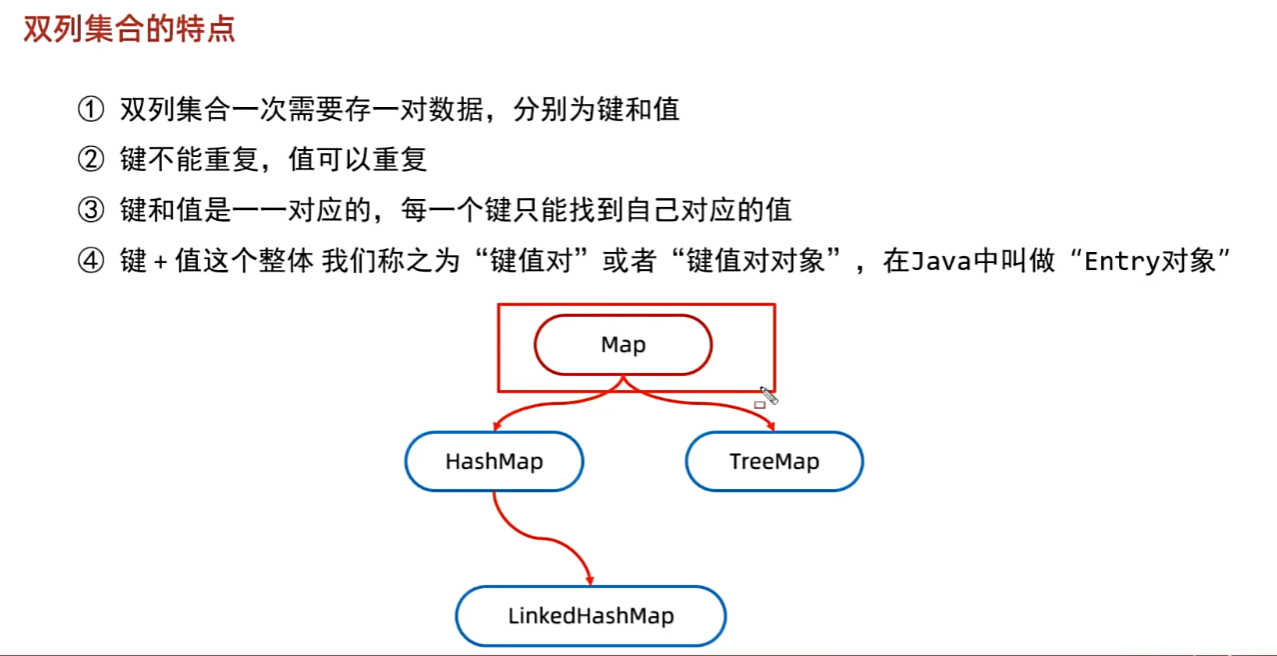 双列集合的特点
① 双列集合一次需要存一对数据，分别为键和值
② 键不能重复，值可以重复
③ 键和值是一一对应的，每一个键只能找到自己对应的值
④ 键 + 值这个整体 我们称之为“键值对”或者“键值对对象”，在Java中叫做“Entry对象”
Map
HashMap
TreeMap
LinkedHashMap